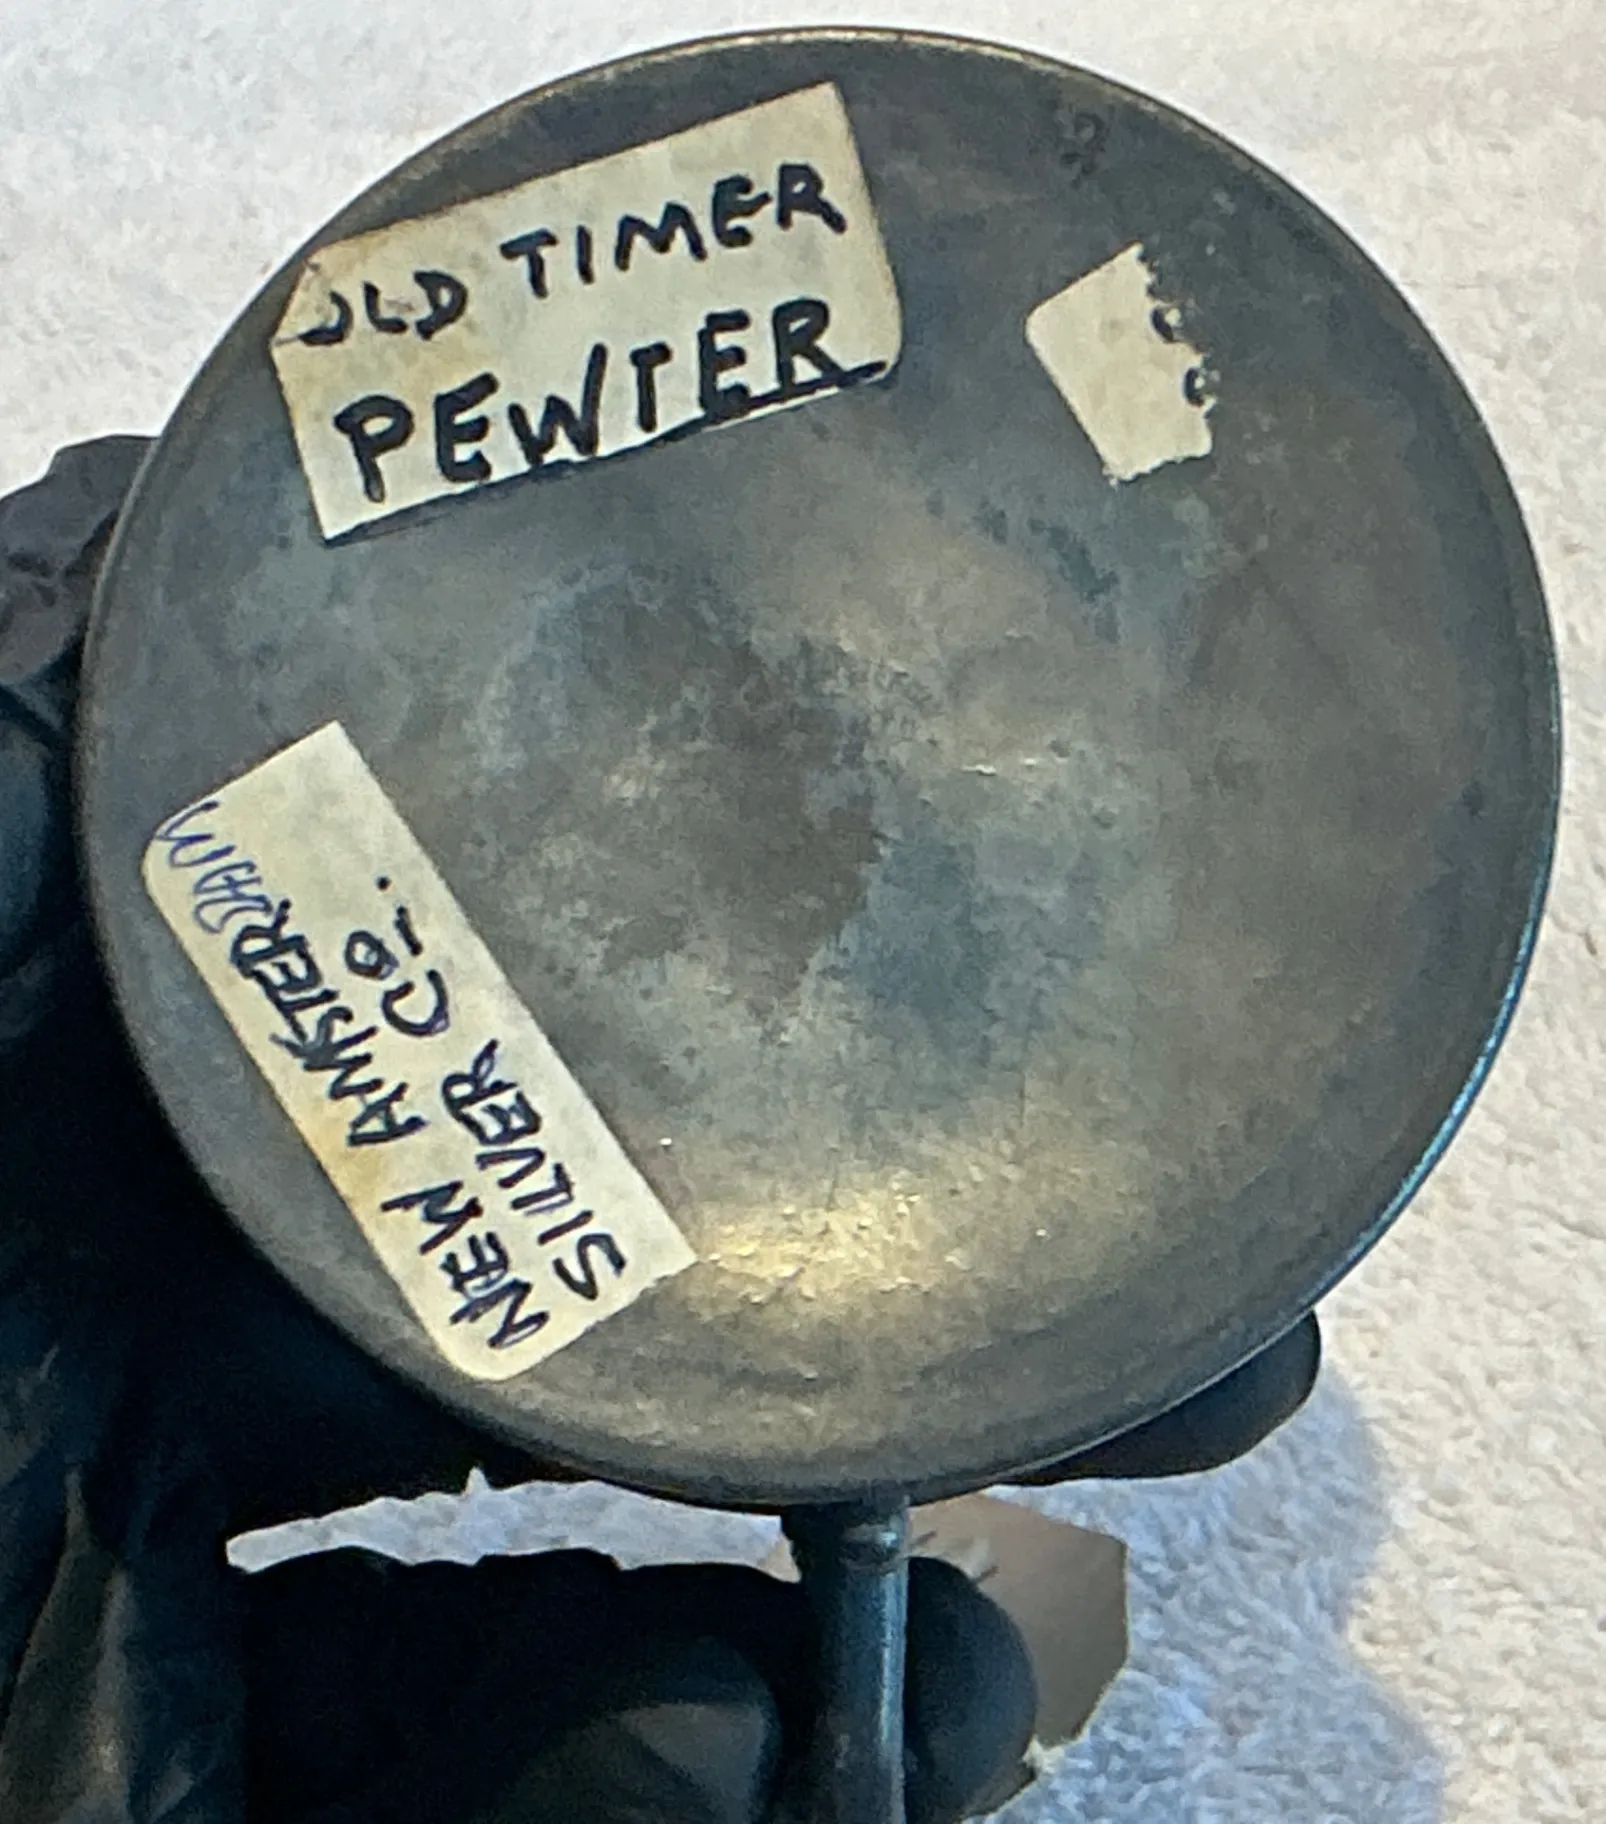 OLD TIMER
PEWTER
NEW AMSTERDAM
SILVER CO.